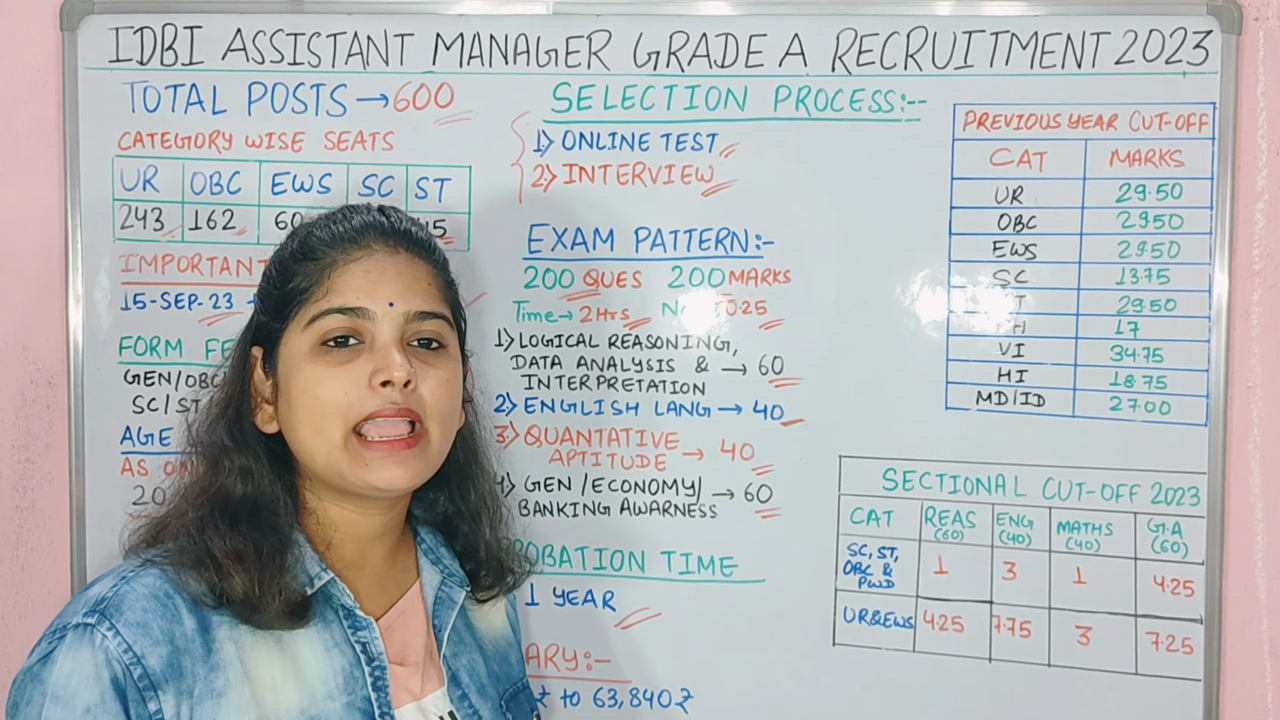 IDBI ASSISTANT MANAGER GRADE A RECRUITMENT 2023
TOTAL POSTS → 600
CATEGORY WISE SEATS
UR OBC EWS SC ST
243 162 60
IMPORTANT
15-SEP-23
FORM
GEN/OBC
SC/ST
AGE
AS
20
SELECTION PROCESS:--
1) ONLINE TEST
2) INTERVIEW
EXAM PATTERN:-
200 QUES 200 MARKS
Time → 2Hrs 0.25
1) LOGICAL REASONING,
DATA ANALYSIS & → 60
INTERPRETATION
2) ENGLISH LANG → 40
3) QUANTATIVE
APTITUDE → 40
4) GEN/ECONOMY/ → 60
BANKING AWARNESS
TIME
1 YEAR
₹ to 63,840₹
PREVIOUS YEAR CUT-OFF
CAT MARKS
UR 29.50
OBC 29.50
EWS 29.50
SC 13.75
29.50
17
VI 34.75
HI 18.75
MD/ID 27.00
SECTIONAL CUT-OFF 2023
CAT REAS (60) ENG (40) MATHS (40) G.A (60)
SC, ST, OBC & PWD 1 3 1 4.25
UR&EWS 4.25 7.75 3 7.25